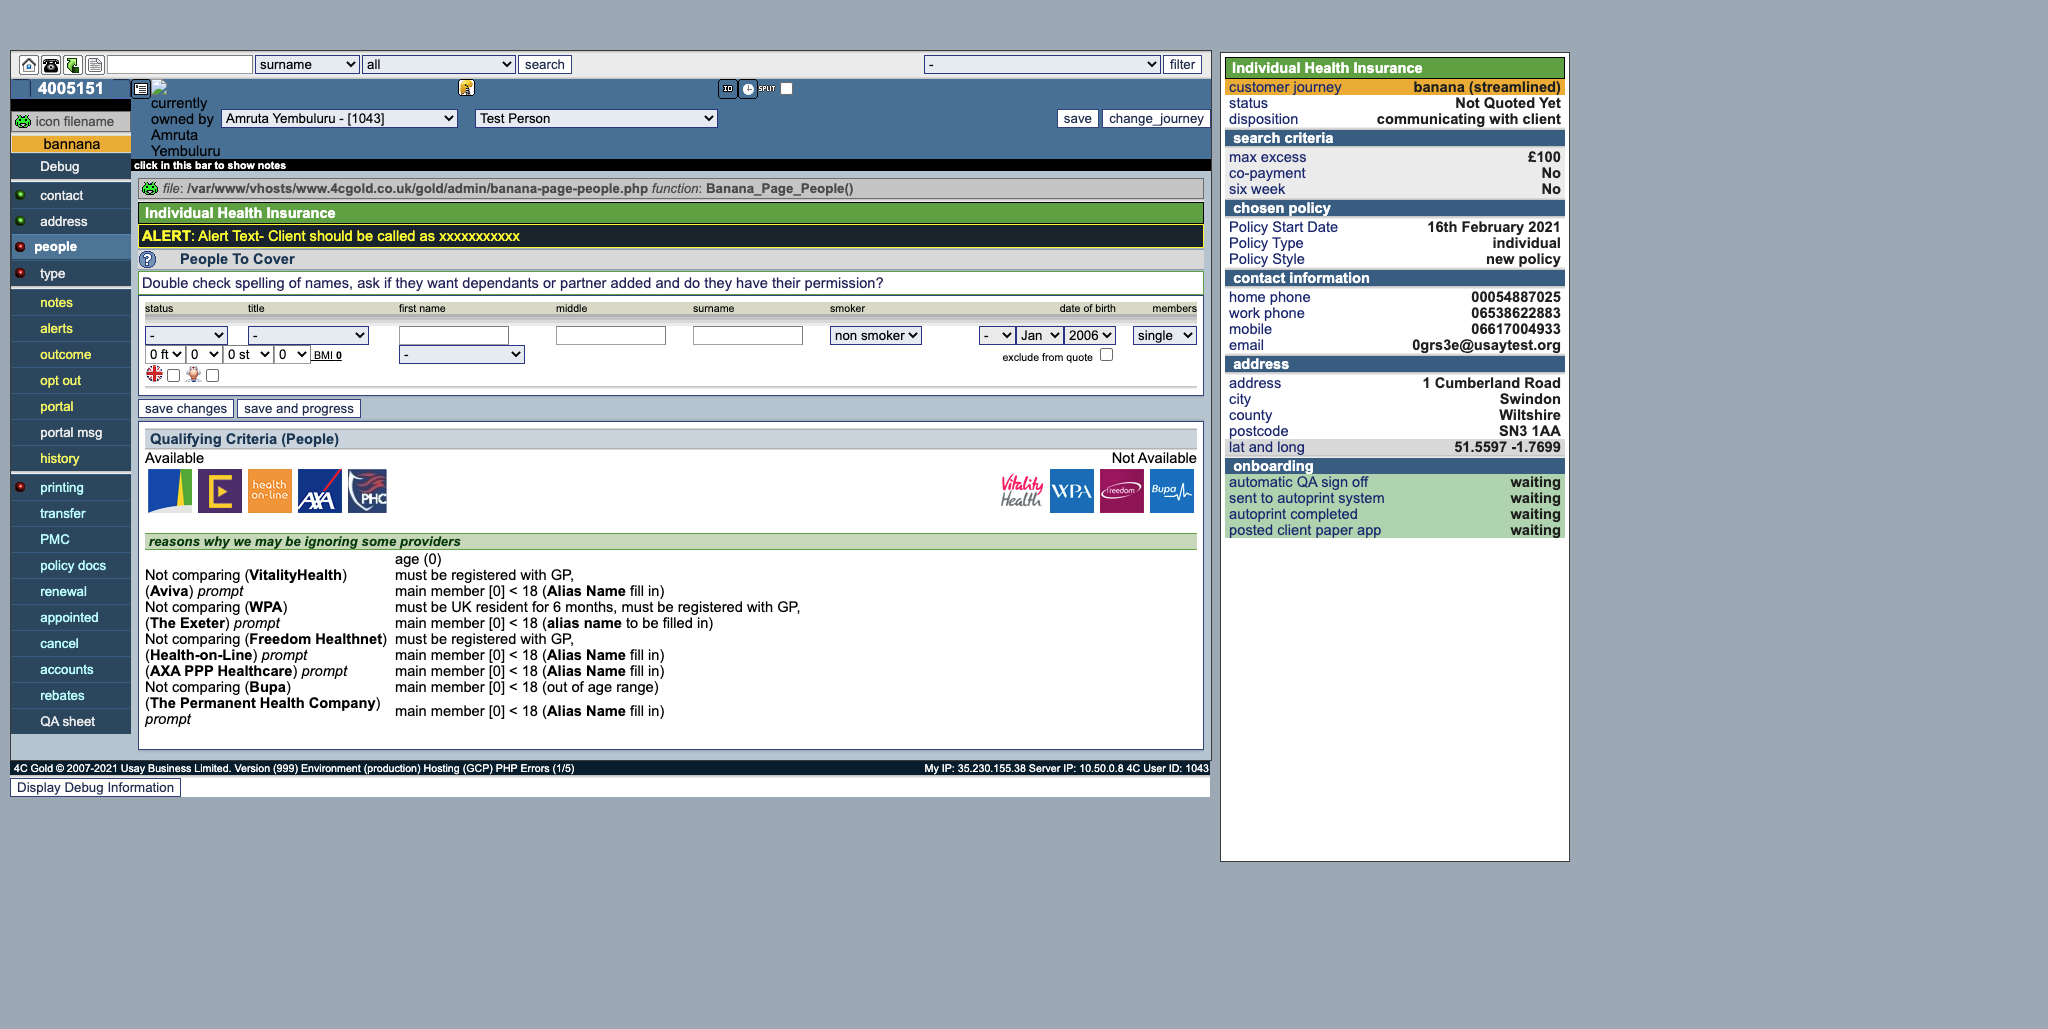 surname all search - filter
4005151
currently owned by Amruta Yembuluru
Amruta Yembuluru - [1043] Test Person
ID SPLIT
save change_journey
click in this bar to show notes
icon filename
bannana
Debug
contact
address
people
type
notes
alerts
outcome
opt out
portal
portal msg
history
printing
transfer
PMC
policy docs
renewal
appointed
cancel
accounts
rebates
QA sheet
file: /var/www/vhosts/www.4cgold.co.uk/gold/admin/banana-page-people.php function: Banana_Page_People()
Individual Health Insurance
ALERT: Alert Text- Client should be called as xxxxxxxxxxx
? People To Cover
Double check spelling of names, ask if they want dependants or partner added and do they have their permission?
status title first name middle surname smoker date of birth members
- - non smoker - Jan 2006 single
0 ft 0 0 st 0 BMI 0 - exclude from quote
save changes save and progress
Qualifying Criteria (People)
Available Not Available
health on-line AXA PHC Vitality Health WPA freedom Bupa
reasons why we may be ignoring some providers
age (0)
Not comparing (VitalityHealth) must be registered with GP,
(Aviva) prompt main member [0] < 18 (Alias Name fill in)
Not comparing (WPA) must be UK resident for 6 months, must be registered with GP,
(The Exeter) prompt main member [0] < 18 (alias name to be filled in)
Not comparing (Freedom Healthnet) must be registered with GP,
(Health-on-Line) prompt main member [0] < 18 (Alias Name fill in)
(AXA PPP Healthcare) prompt main member [0] < 18 (Alias Name fill in)
Not comparing (Bupa) main member [0] < 18 (out of age range)
(The Permanent Health Company) prompt main member [0] < 18 (Alias Name fill in)
4C Gold © 2007-2021 Usay Business Limited. Version (999) Environment (production) Hosting (GCP) PHP Errors (1/5) My IP: 35.230.155.38 Server IP: 10.50.0.8 4C User ID: 1043
Display Debug Information
Individual Health Insurance
customer journey banana (streamlined)
status Not Quoted Yet
disposition communicating with client
search criteria
max excess £100
co-payment No
six week No
chosen policy
Policy Start Date 16th February 2021
Policy Type individual
Policy Style new policy
contact information
home phone 00054887025
work phone 06538622883
mobile 06617004933
email 0grs3e@usaytest.org
address
address 1 Cumberland Road
city Swindon
county Wiltshire
postcode SN3 1AA
lat and long 51.5597 -1.7699
onboarding
automatic QA sign off waiting
sent to autoprint system waiting
autoprint completed waiting
posted client paper app waiting